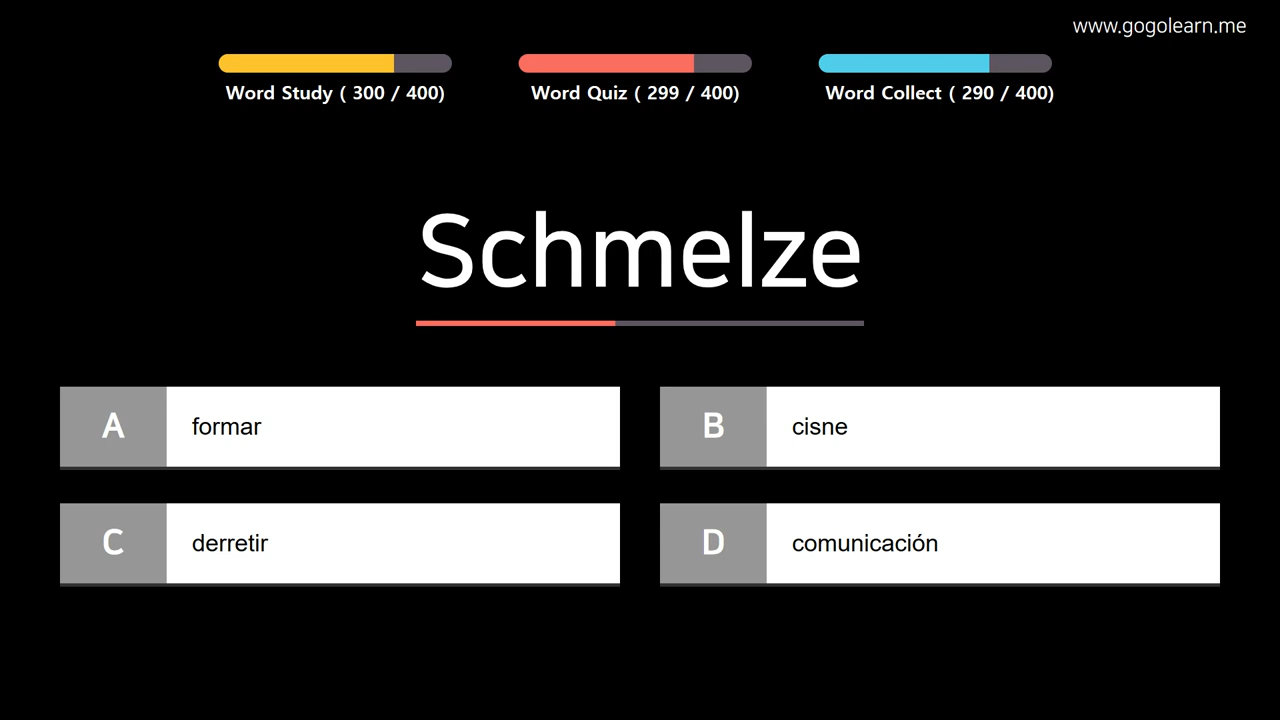 www.gogolearn.me
Word Study ( 300 / 400)
Word Quiz ( 299 / 400)
Word Collect ( 290 / 400)
Schmelze
A formar
B cisne
C derretir
D comunicación